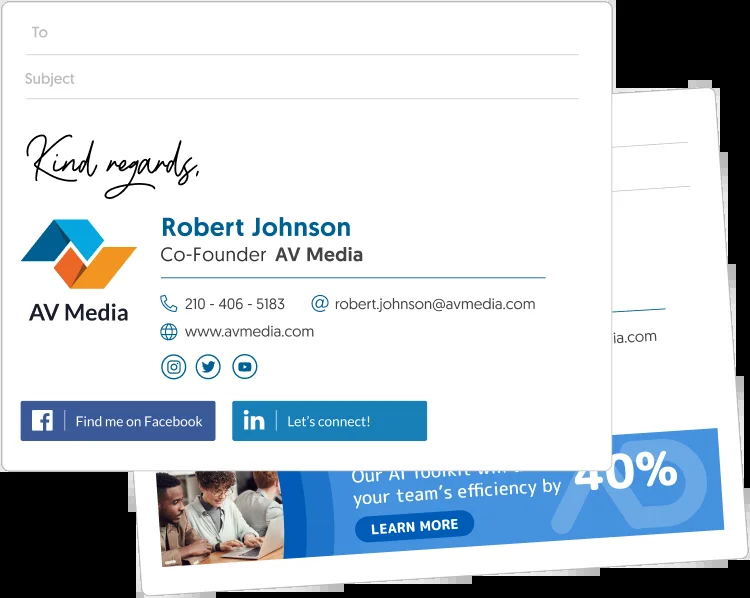 To
Subject
Kind regards,
AV Media
Robert Johnson
Co-Founder AV Media
210 - 406 - 5183 robert.johnson@avmedia.com
www.avmedia.com
Find me on Facebook
in Let's connect!
ia.com
Our AI Toolkit will
your team's efficiency by 40%
LEARN MORE